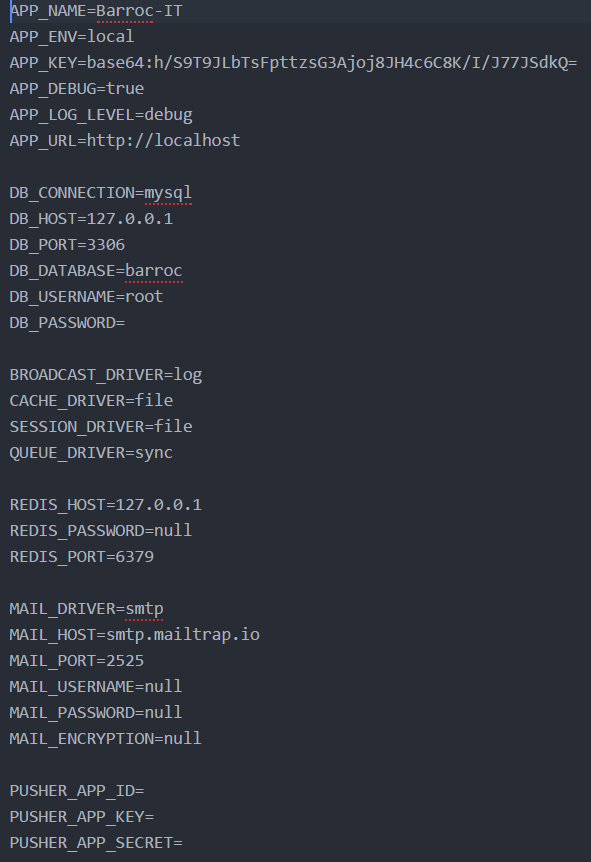 APP_NAME=Barroc-IT
APP_ENV=local
APP_KEY=base64:h/S9T9JLbTsFpttzsG3Ajoj8JH4c6C8K/I/J77JSdkQ=
APP_DEBUG=true
APP_LOG_LEVEL=debug
APP_URL=http://localhost

DB_CONNECTION=mysql
DB_HOST=127.0.0.1
DB_PORT=3306
DB_DATABASE=barroc
DB_USERNAME=root
DB_PASSWORD=

BROADCAST_DRIVER=log
CACHE_DRIVER=file
SESSION_DRIVER=file
QUEUE_DRIVER=sync

REDIS_HOST=127.0.0.1
REDIS_PASSWORD=null
REDIS_PORT=6379

MAIL_DRIVER=smtp
MAIL_HOST=smtp.mailtrap.io
MAIL_PORT=2525
MAIL_USERNAME=null
MAIL_PASSWORD=null
MAIL_ENCRYPTION=null

PUSHER_APP_ID=
PUSHER_APP_KEY=
PUSHER_APP_SECRET=